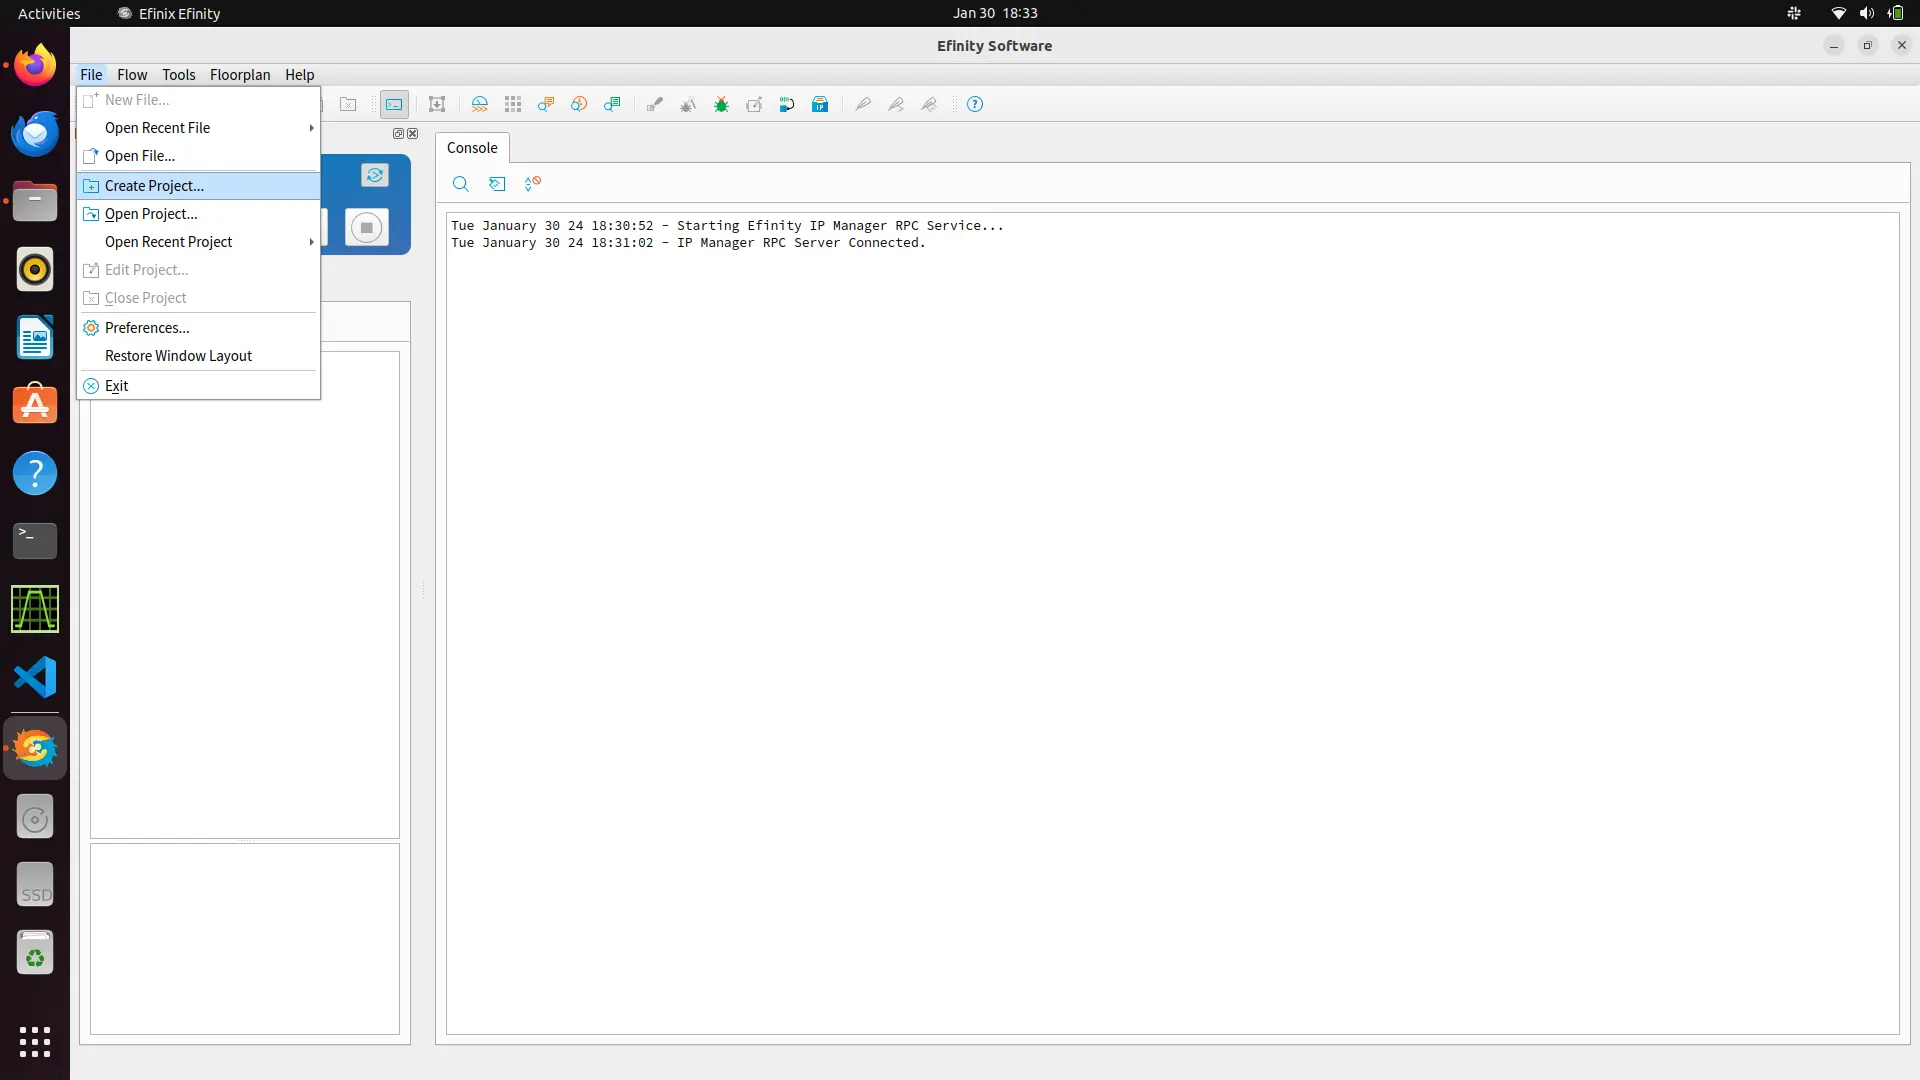 Activities
Efinix Efinity
Jan 30 18:33
Efinity Software
File Flow Tools Floorplan Help
New File...
Open Recent File
Open File...
Create Project...
Open Project...
Open Recent Project
Edit Project...
Close Project
Preferences...
Restore Window Layout
Exit
Console
Tue January 30 24 18:30:52 - Starting Efinity IP Manager RPC Service...
Tue January 30 24 18:31:02 - IP Manager RPC Server Connected.
IP
>_
SSD